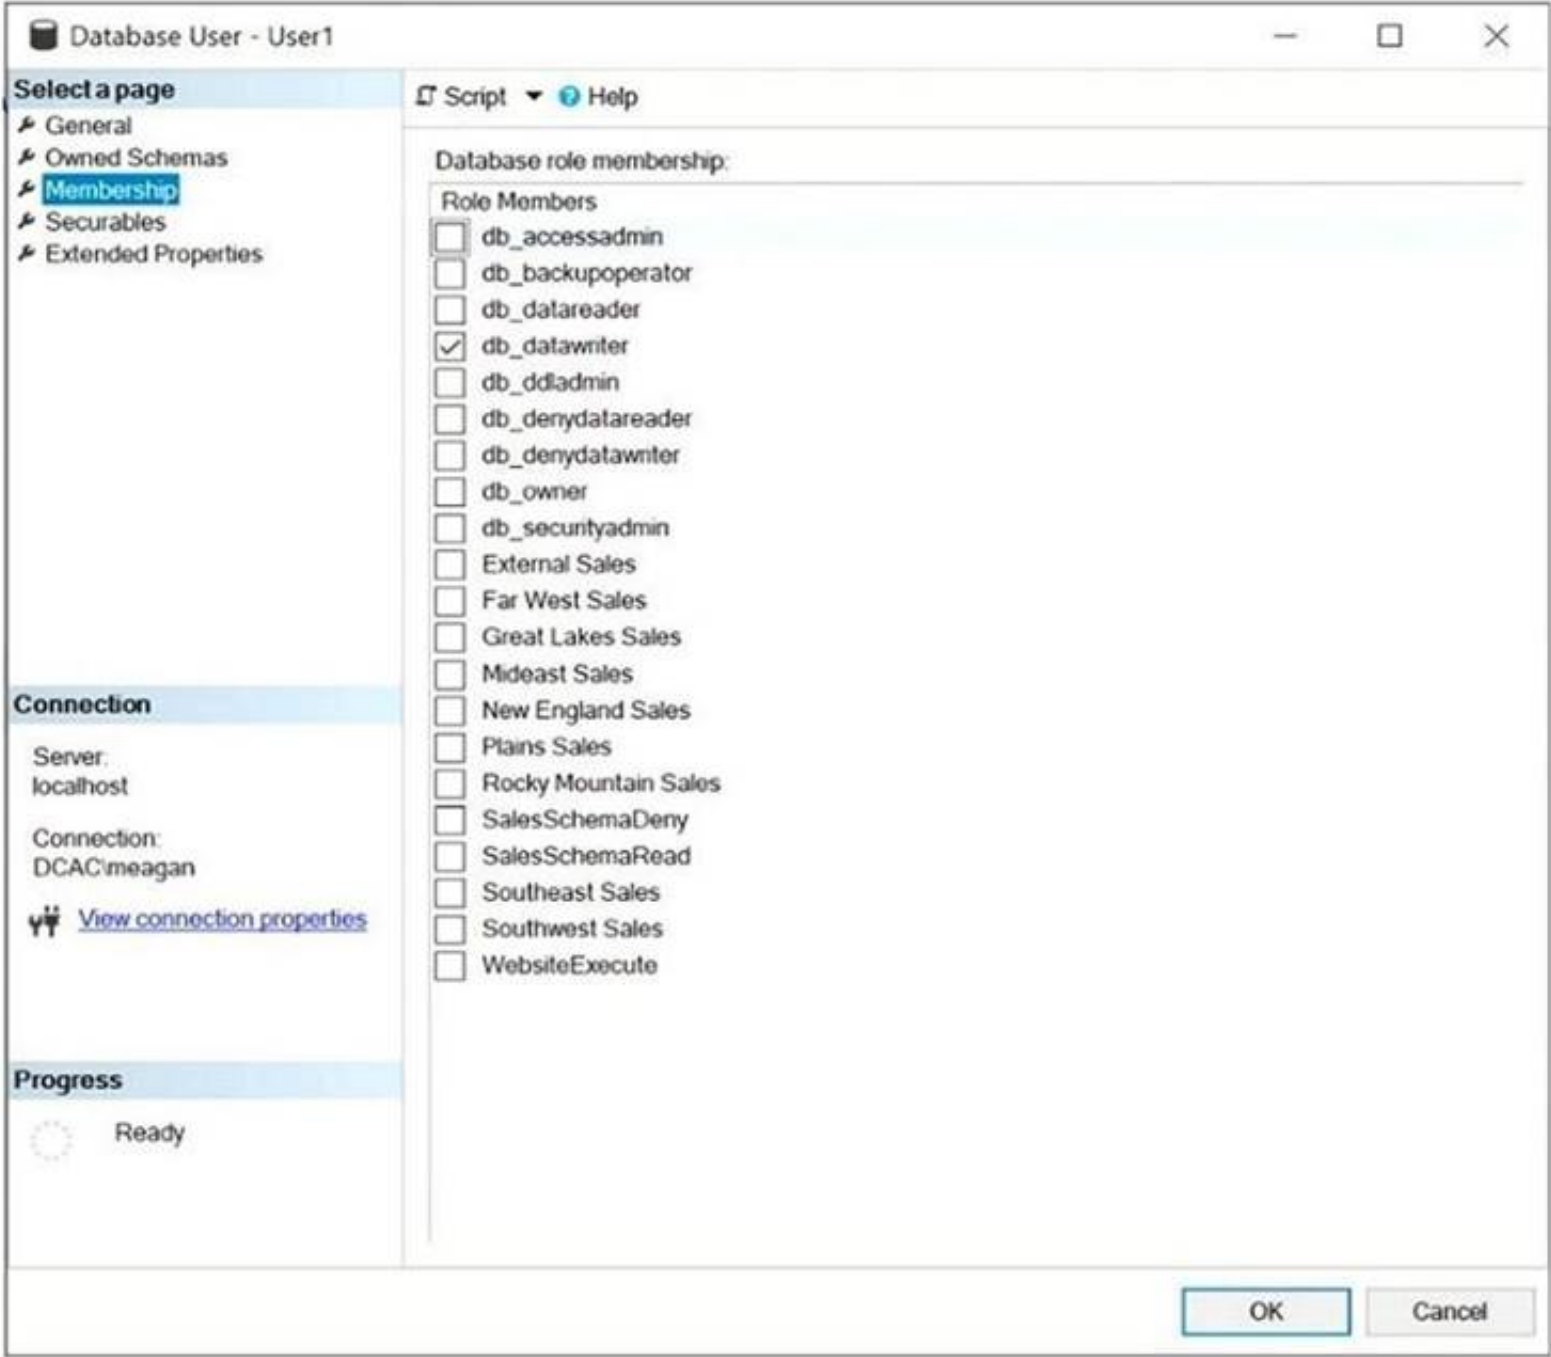 Database User - User1
Select a page
General
Owned Schemas
Membership
Securables
Extended Properties
Connection
Server:
localhost
Connection:
DCAC\meagan
View connection properties
Progress
Ready
Script
Help
Database role membership:
Role Members
db_accessadmin
db_backupoperator
db_datareader
db_datawriter
db_ddladmin
db_denydatareader
db_denydatawriter
db_owner
db_securityadmin
External Sales
Far West Sales
Great Lakes Sales
Mideast Sales
New England Sales
Plains Sales
Rocky Mountain Sales
SalesSchemaDeny
SalesSchemaRead
Southeast Sales
Southwest Sales
WebsiteExecute
OK
Cancel